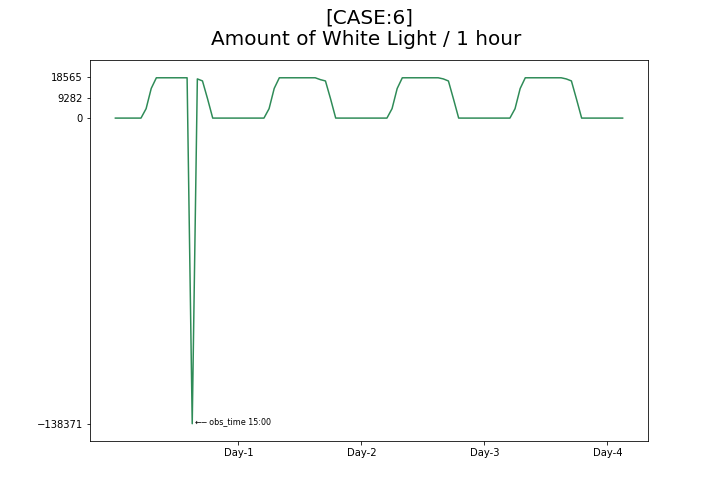 [CASE:6]
Amount of White Light / 1 hour
18565
9282
0
−138371
←─ obs_time 15:00
Day-1
Day-2
Day-3
Day-4